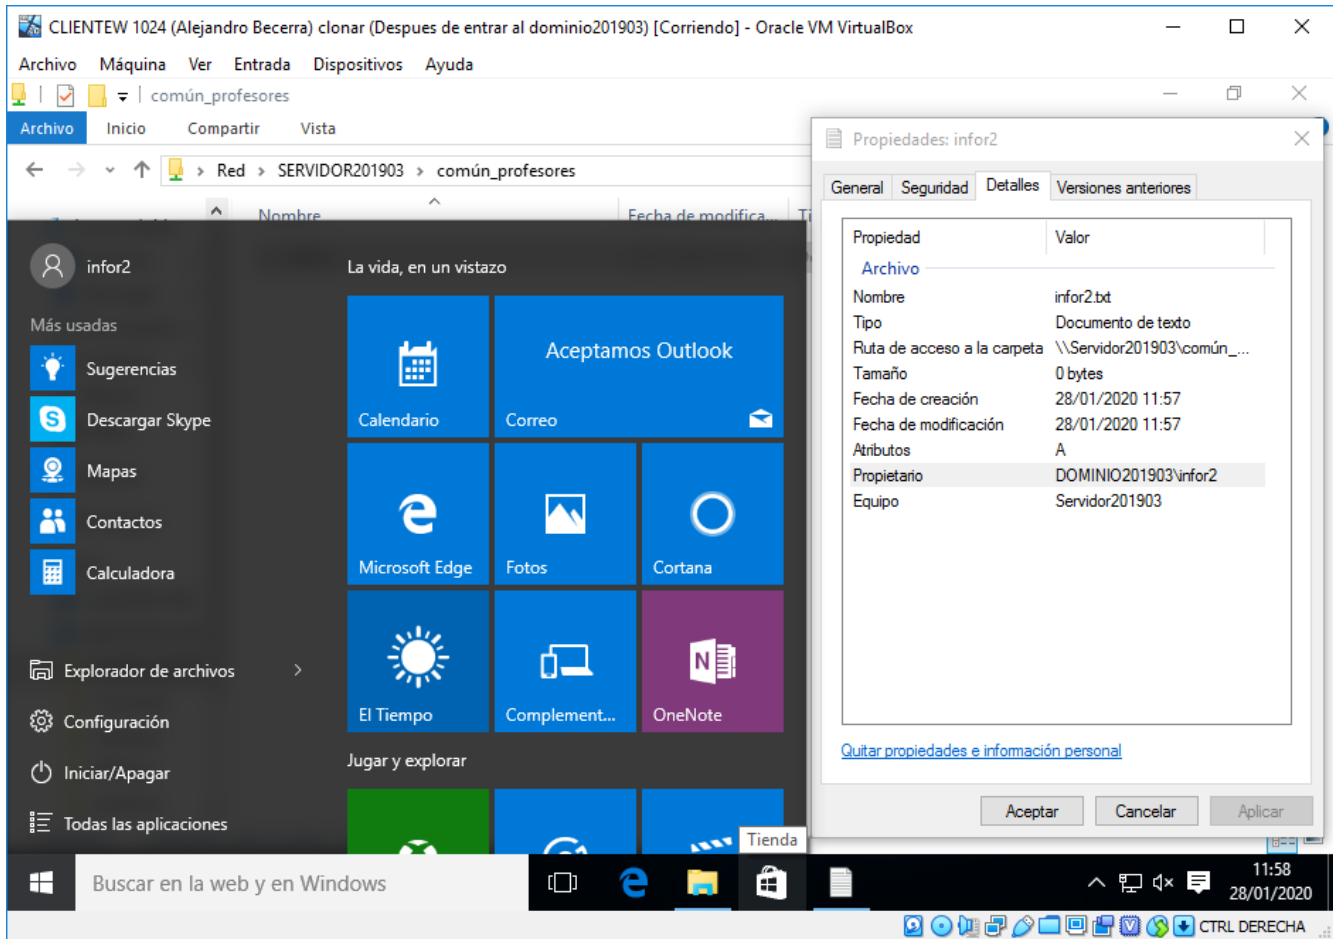 CLIENTEW 1024 (Alejandro Becerra) clonar (Despues de entrar al dominio201903) [Corriendo] - Oracle VM VirtualBox
Archivo Máquina Ver Entrada Dispositivos Ayuda
común_profesores
Archivo Inicio Compartir Vista
Red > SERVIDOR201903 > común_profesores
Nombre Fecha de modifica... Ti
infor2
Más usadas
Sugerencias
Descargar Skype
Mapas
Contactos
Calculadora
Explorador de archivos
Configuración
Iniciar/Apagar
Todas las aplicaciones
La vida, en un vistazo
Calendario
Aceptamos Outlook
Correo
Microsoft Edge
Fotos
Cortana
El Tiempo
Complement...
OneNote
Jugar y explorar
Tienda
Propiedades: infor2
General Seguridad Detalles Versiones anteriores
Propiedad Valor
Archivo
Nombre infor2.txt
Tipo Documento de texto
Ruta de acceso a la carpeta \\Servidor201903\común_...
Tamaño 0 bytes
Fecha de creación 28/01/2020 11:57
Fecha de modificación 28/01/2020 11:57
Atributos A
Propietario DOMINIO201903\infor2
Equipo Servidor201903
Quitar propiedades e información personal
Aceptar Cancelar Aplicar
Buscar en la web y en Windows
11:58
28/01/2020
CTRL DERECHA